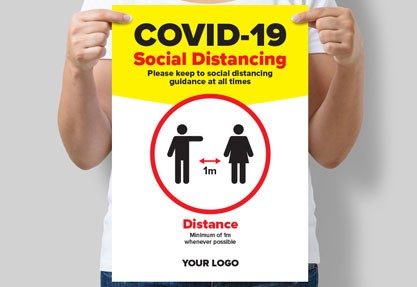 COVID-19
Social Distancing
Please keep to social distancing
guidance at all times
1m
Distance
Minimum of 1m
whenever possible
YOUR LOGO